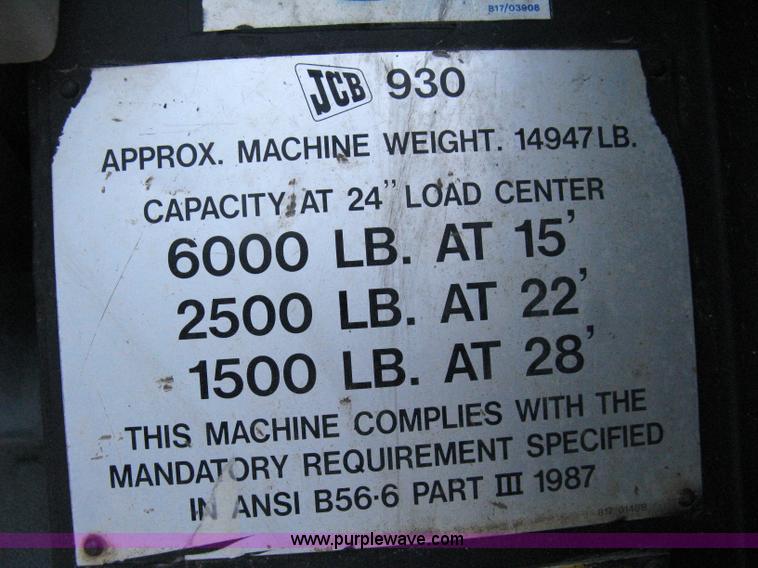 B17/03908
JCB 930
APPROX. MACHINE WEIGHT. 14947 LB.
CAPACITY AT 24" LOAD CENTER
6000 LB. AT 15'
2500 LB. AT 22'
1500 LB. AT 28'
THIS MACHINE COMPLIES WITH THE
MANDATORY REQUIREMENT SPECIFIED
IN ANSI B56·6 PART III 1987
www.purplewave.com